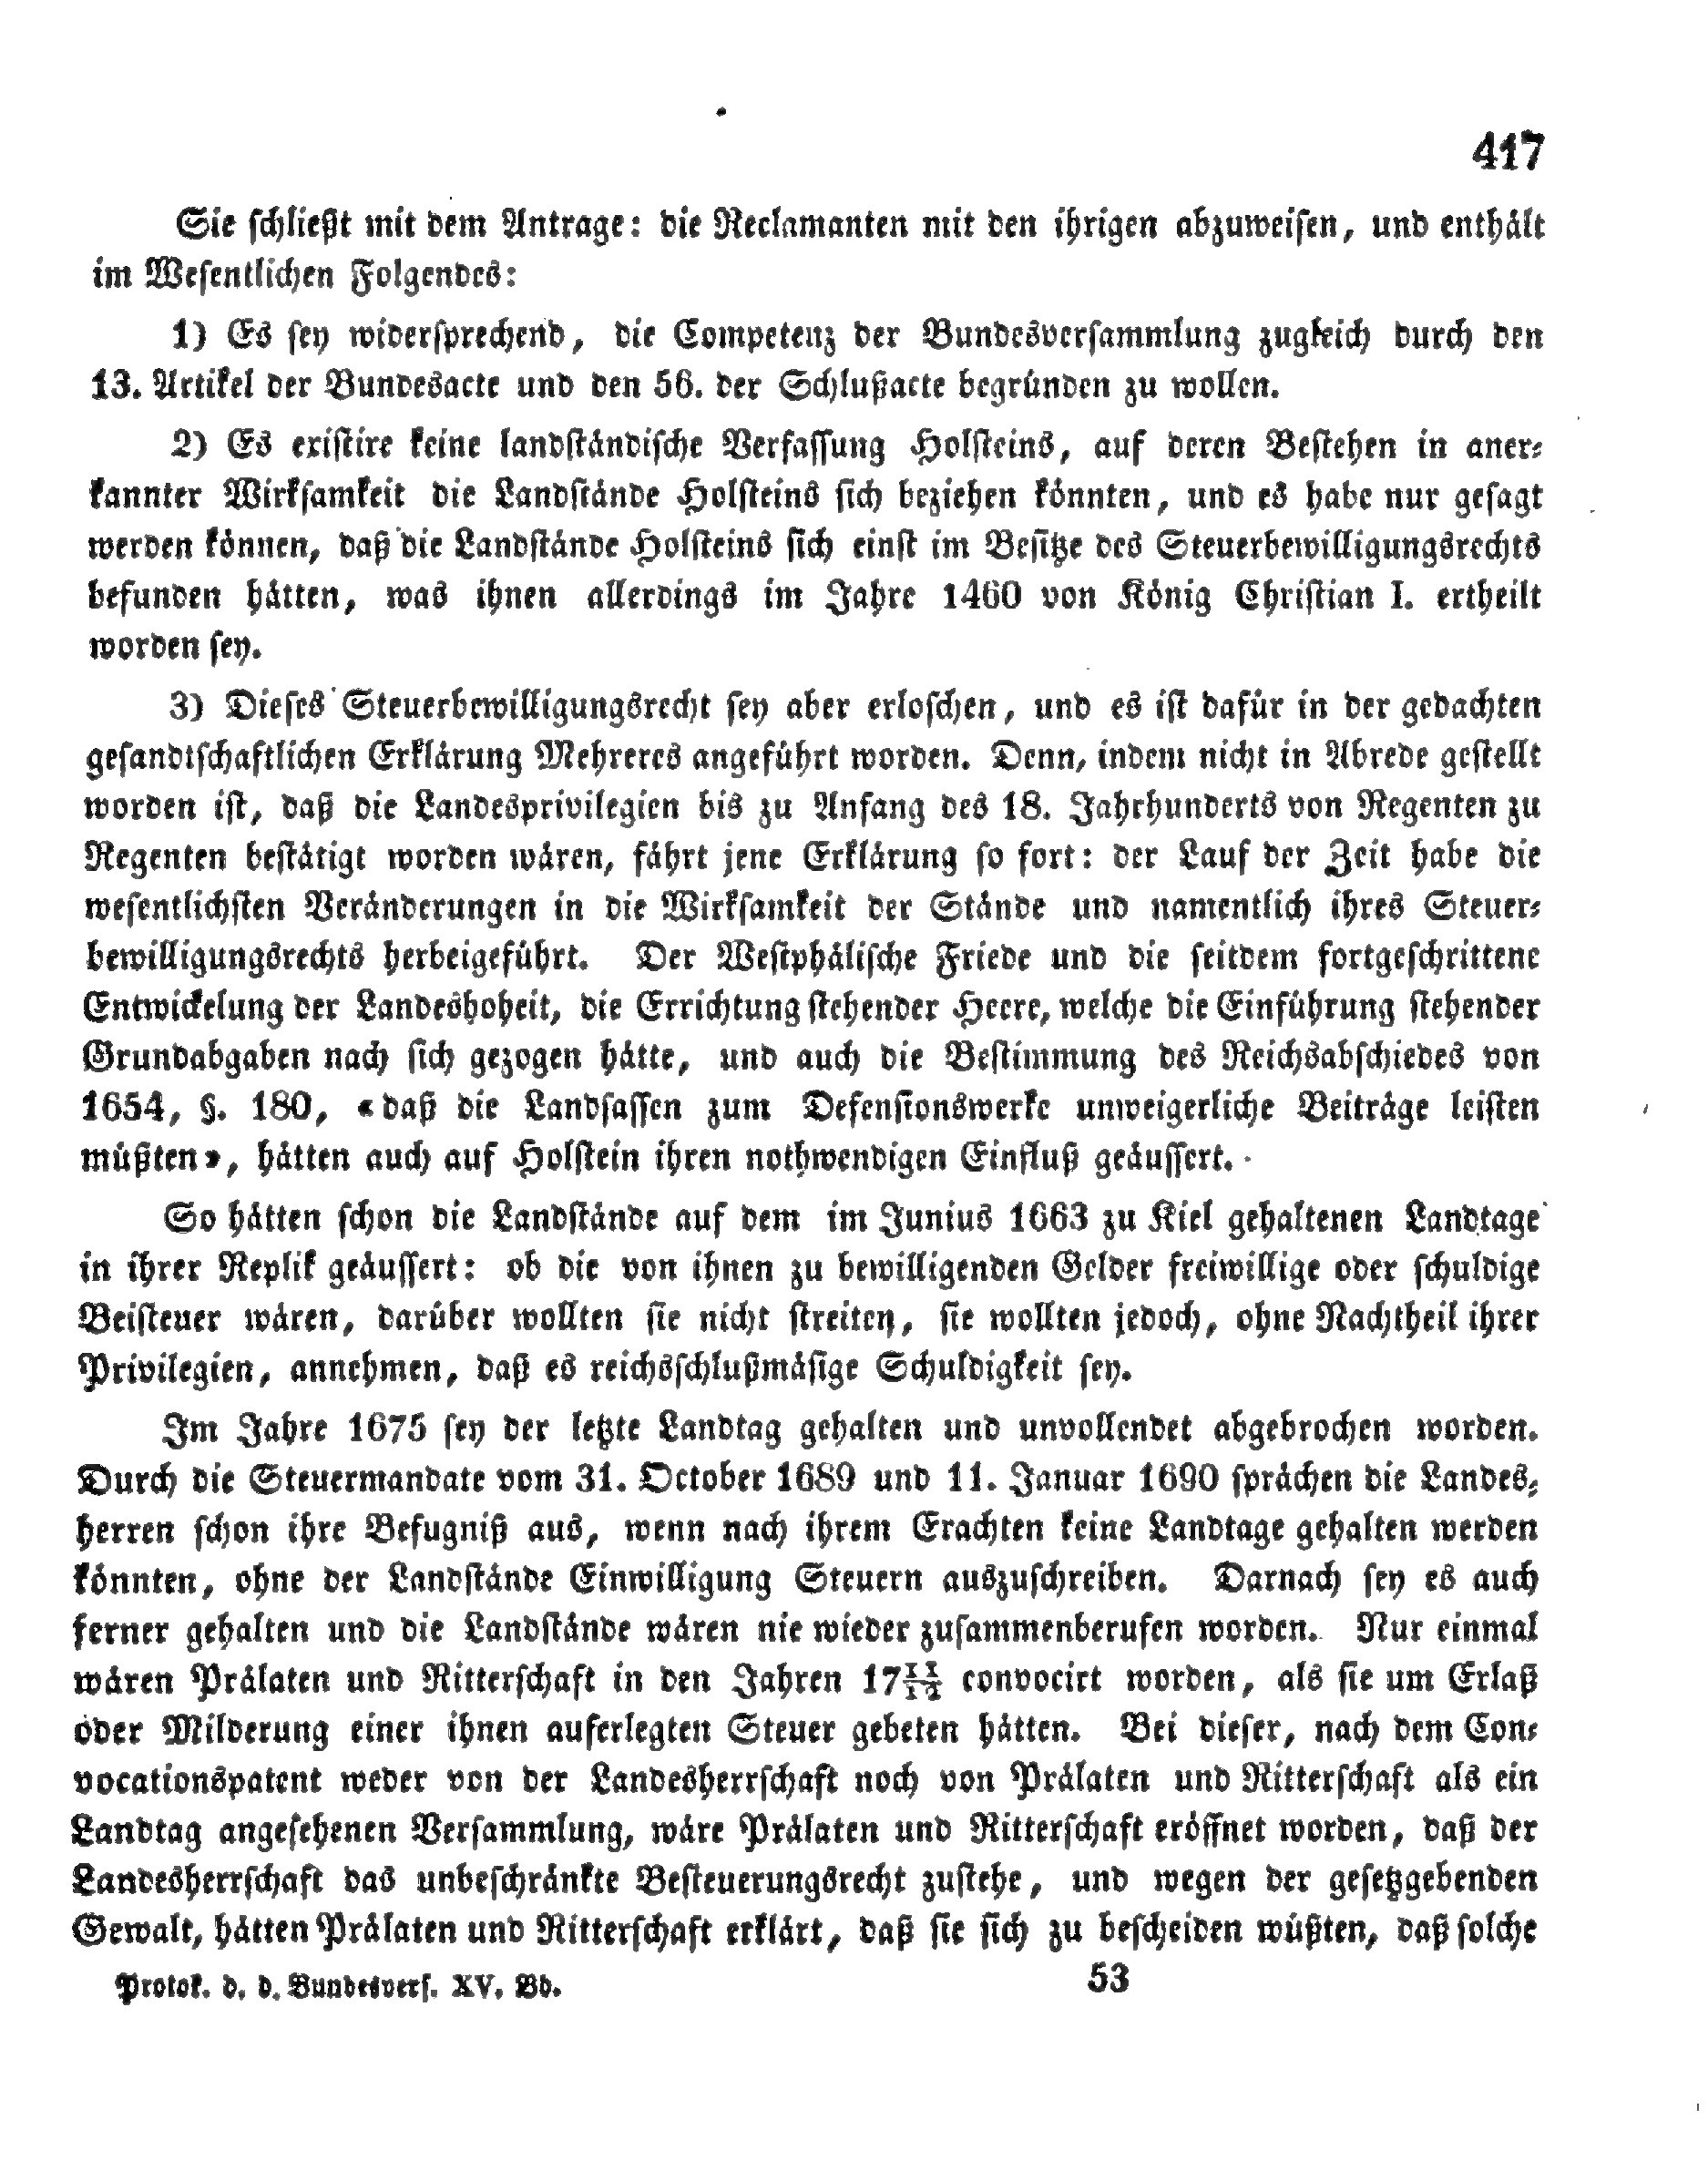 417
Sie schließt mit dem Antrage: die Reclamanten mit den ihrigen abzuweisen, und enthält
im Wesentlichen Folgendes:
1) Es sey widersprechend, die Competenz der Bundesversammlung zugleich durch den
13. Artikel der Bundesacte und den 56. der Schlußacte begründen zu wollen.
2) Es existire keine landständische Verfassung Holsteins, auf deren Bestehen in aner-
kannter Wirksamkeit die Landstände Holsteins sich beziehen könnten, und es habe nur gesagt
werden können, daß die Landstände Holsteins sich einst im Besitze des Steuerbewilligungsrechts
befunden hätten, was ihnen allerdings im Jahre 1460 von König Christian I. ertheilt
worden sey.
3) Dieses Steuerbewilligungsrecht sey aber erloschen, und es ist dafür in der gedachten
gesandtschaftlichen Erklärung Mehreres angeführt worden. Denn, indem nicht in Abrede gestellt
worden ist, daß die Landesprivilegien bis zu Anfang des 18. Jahrhunderts von Regenten zu
Regenten bestätigt worden wären, fährt jene Erklärung so fort: der Lauf der Zeit habe die
wesentlichsten Veränderungen in die Wirksamkeit der Stände und namentlich ihres Steuer-
bewilligungsrechts herbeigeführt. Der Westphälische Friede und die seitdem fortgeschrittene
Entwickelung der Landeshoheit, die Errichtung stehender Heere, welche die Einführung stehender
Grundabgaben nach sich gezogen hätte, und auch die Bestimmung des Reichsabschiedes von
1654, §. 180, «daß die Landsassen zum Defensionswerke unweigerliche Beiträge leisten
müßten», hätten auch auf Holstein ihren nothwendigen Einfluß geäussert.
So hätten schon die Landstände auf dem im Junius 1663 zu Kiel gehaltenen Landtage
in ihrer Replik geäussert: ob die von ihnen zu bewilligenden Gelder freiwillige oder schuldige
Beisteuer wären, darüber wollten sie nicht streiten, sie wollten jedoch, ohne Nachtheil ihrer
Privilegien, annehmen, daß es reichsschlußmäsige Schuldigkeit sey.
Im Jahre 1675 sey der letzte Landtag gehalten und unvollendet abgebrochen worden.
Durch die Steuermandate vom 31. October 1689 und 11. Januar 1690 sprächen die Landes-
herren schon ihre Befugniß aus, wenn nach ihrem Erachten keine Landtage gehalten werden
könnten, ohne der Landstände Einwilligung Steuern auszuschreiben. Darnach sey es auch
ferner gehalten und die Landstände wären nie wieder zusammenberufen worden. Nur einmal
wären Prälaten und Ritterschaft in den Jahren 17 11/12 convocirt worden, als sie um Erlaß
oder Milderung einer ihnen auferlegten Steuer gebeten hätten. Bei dieser, nach dem Con-
vocationspatent weder von der Landesherrschaft noch von Prälaten und Ritterschaft als ein
Landtag angesehenen Versammlung, wäre Prälaten und Ritterschaft eröffnet worden, daß der
Landesherrschaft das unbeschränkte Besteuerungsrecht zustehe, und wegen der gesetzgebenden
Gewalt, hätten Prälaten und Ritterschaft erklärt, daß sie sich zu bescheiden wüßten, daß solche
Protok. d. d. Bundesvers. XV. Bd. 53